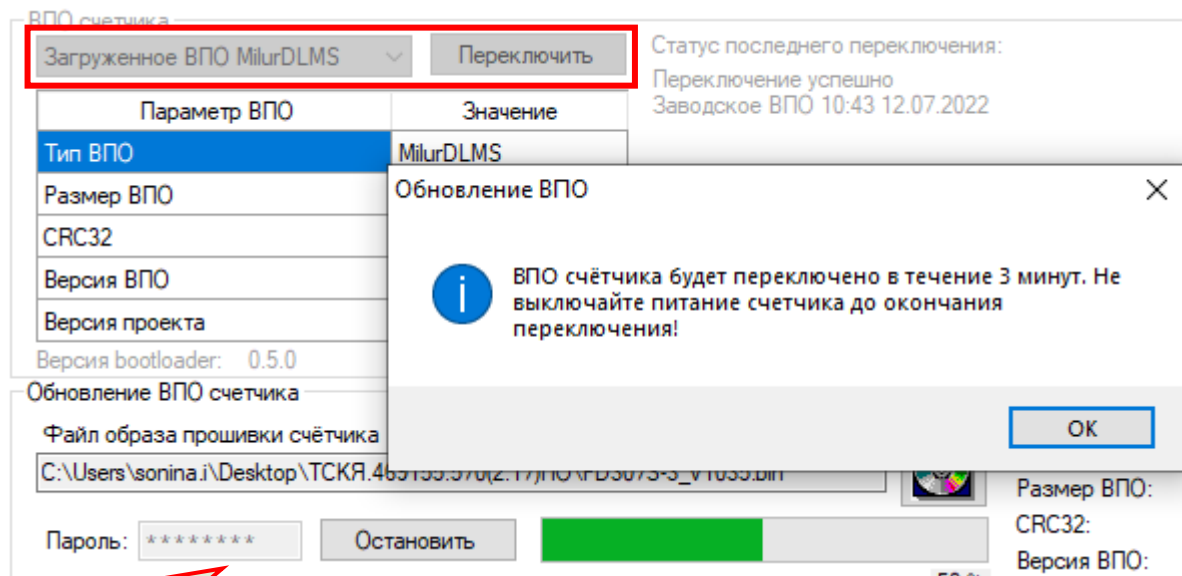 ВПО счетчика
Загруженное ВПО MilurDLMS
Переключить
Статус последнего переключения:
Переключение успешно
Заводское ВПО 10:43 12.07.2022
Параметр ВПО
Значение
Тип ВПО
MilurDLMS
Размер ВПО
CRC32
Версия ВПО
Версия проекта
Версия bootloader: 0.5.0
Обновление ВПО
ВПО счётчика будет переключено в течение 3 минут. Не
выключайте питание счетчика до окончания
переключения!
OK
Обновление ВПО счетчика
Файл образа прошивки счётчика
Размер ВПО:
CRC32:
Версия ВПО:
Пароль: ********
Остановить